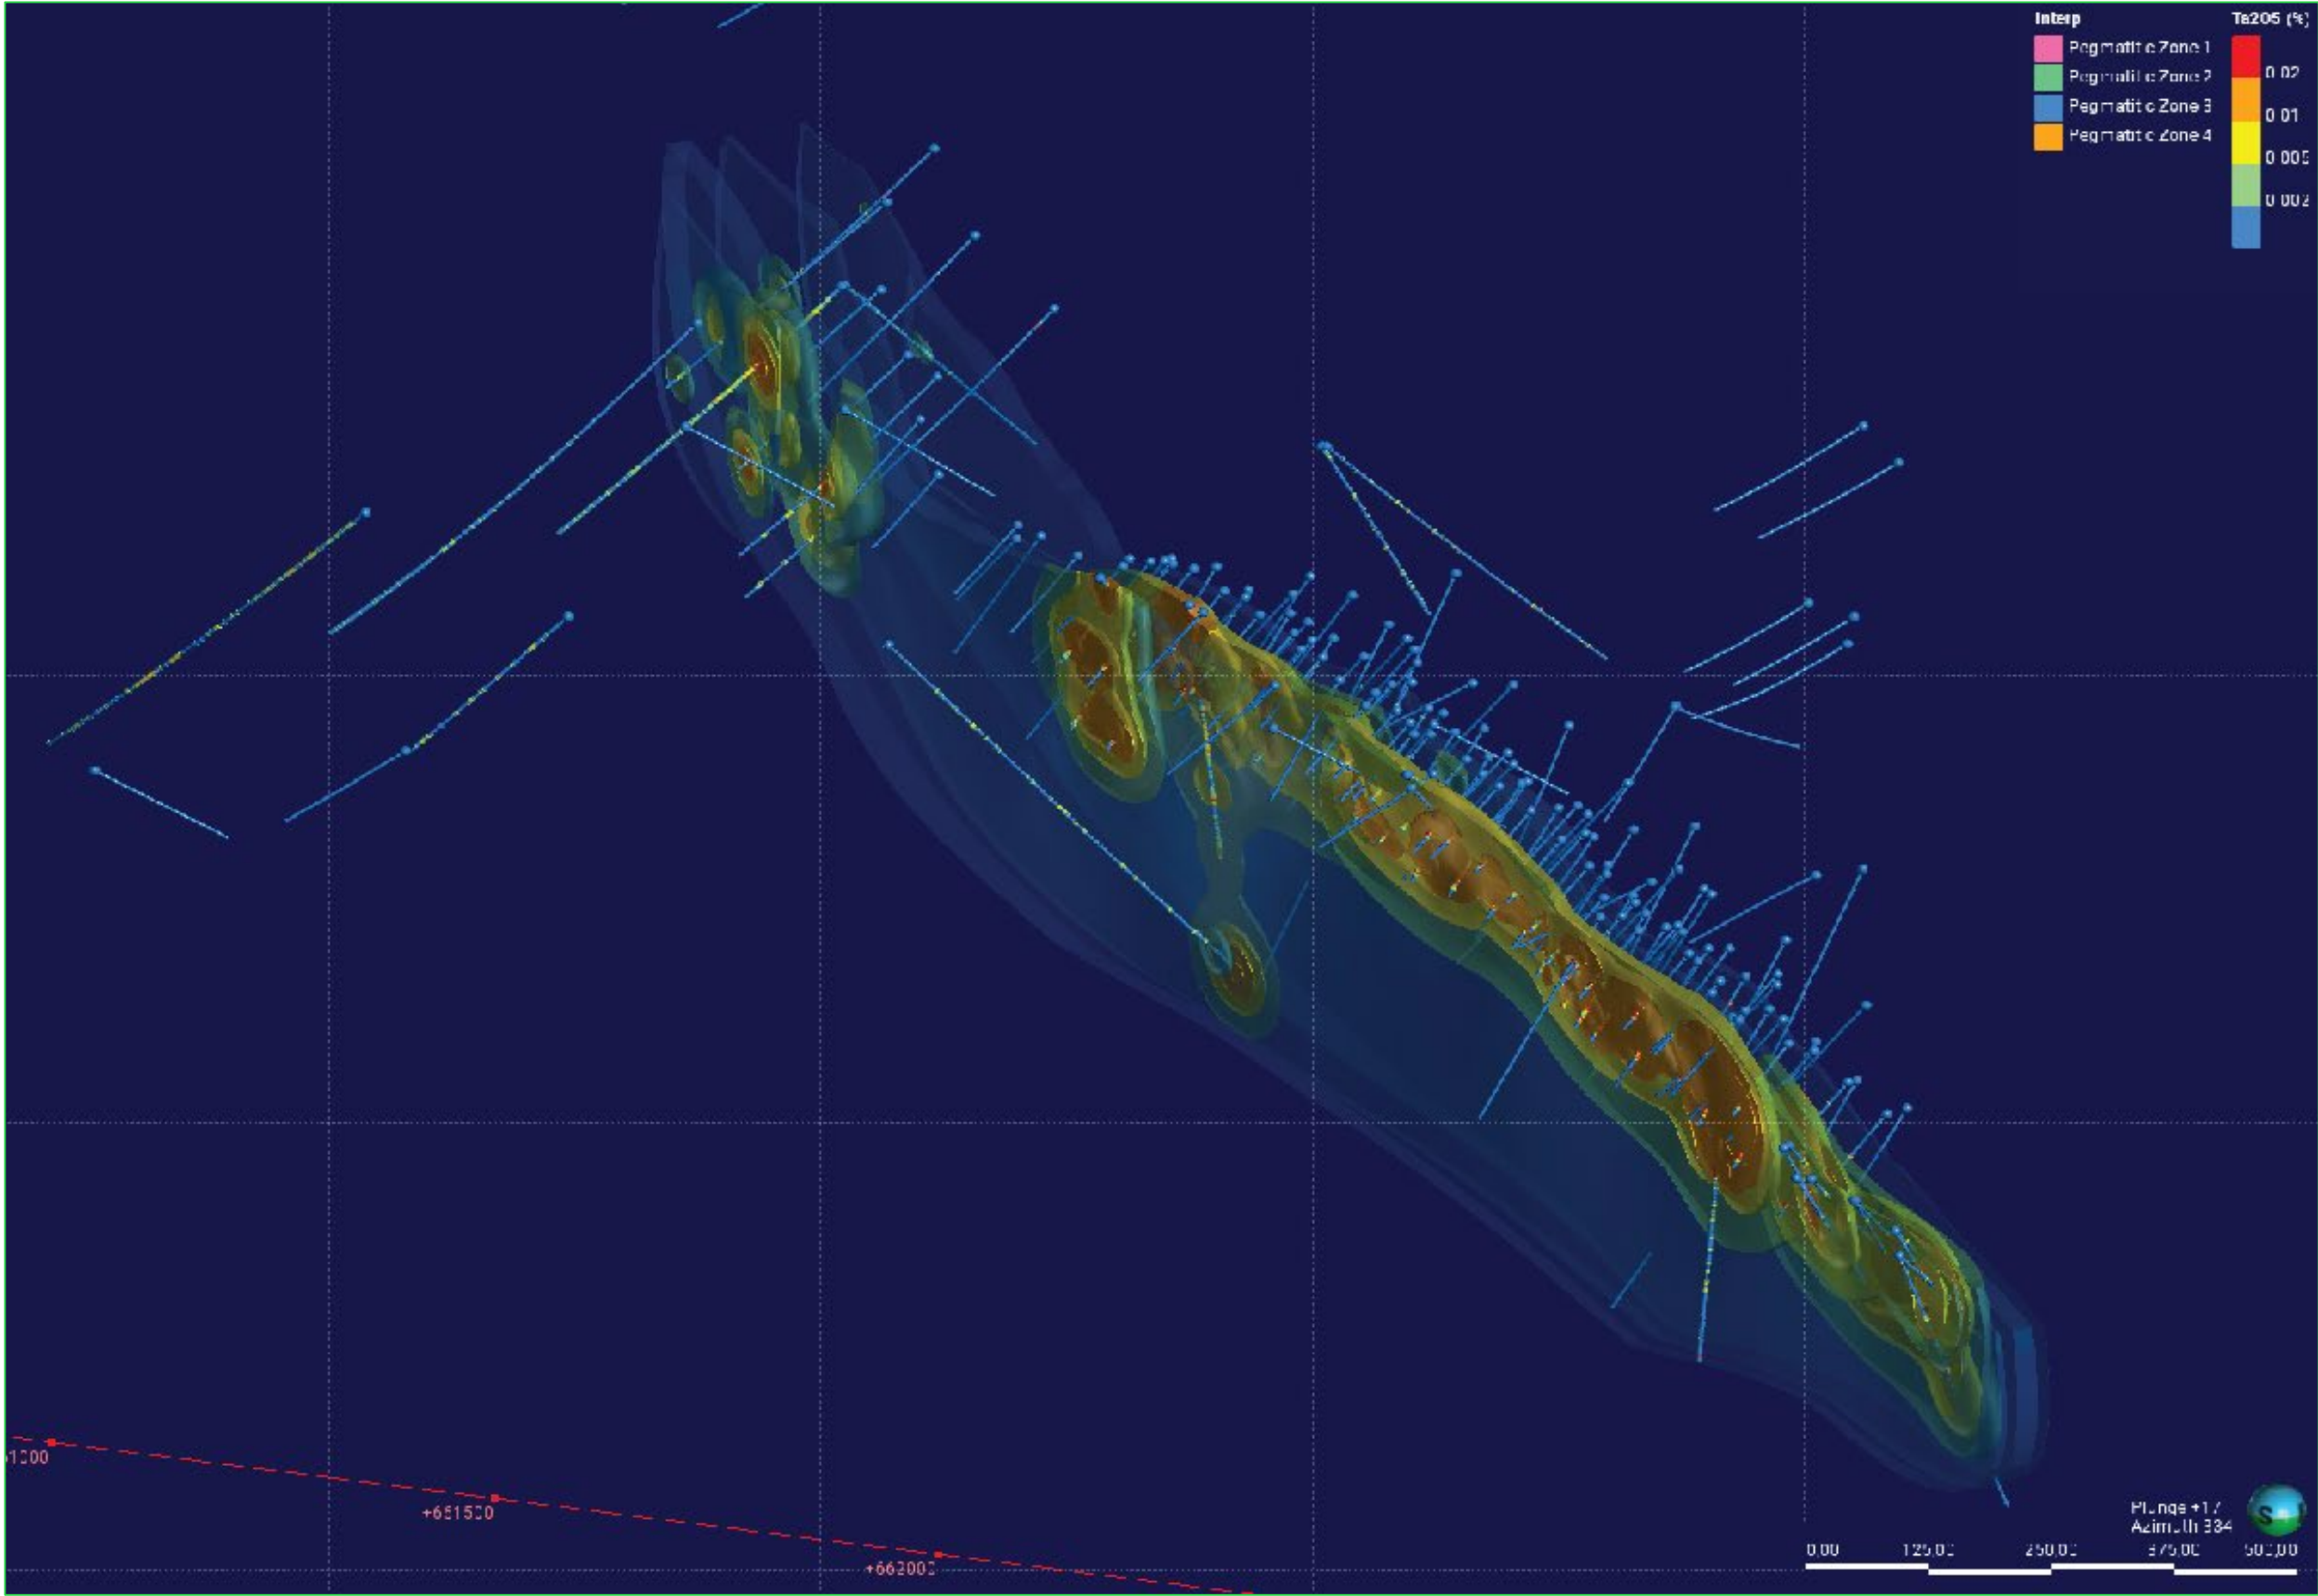 Interp
Pegmatitic Zone 1
Pegmatitic Zone 2
Pegmatitic Zone 3
Pegmatitic Zone 4
Ta2O5 (%)
0.02
0.01
0.005
0.002
+662000
Plunge +17
Azimuth 334
S
0,00 125,00 250,00 375,00 500,00